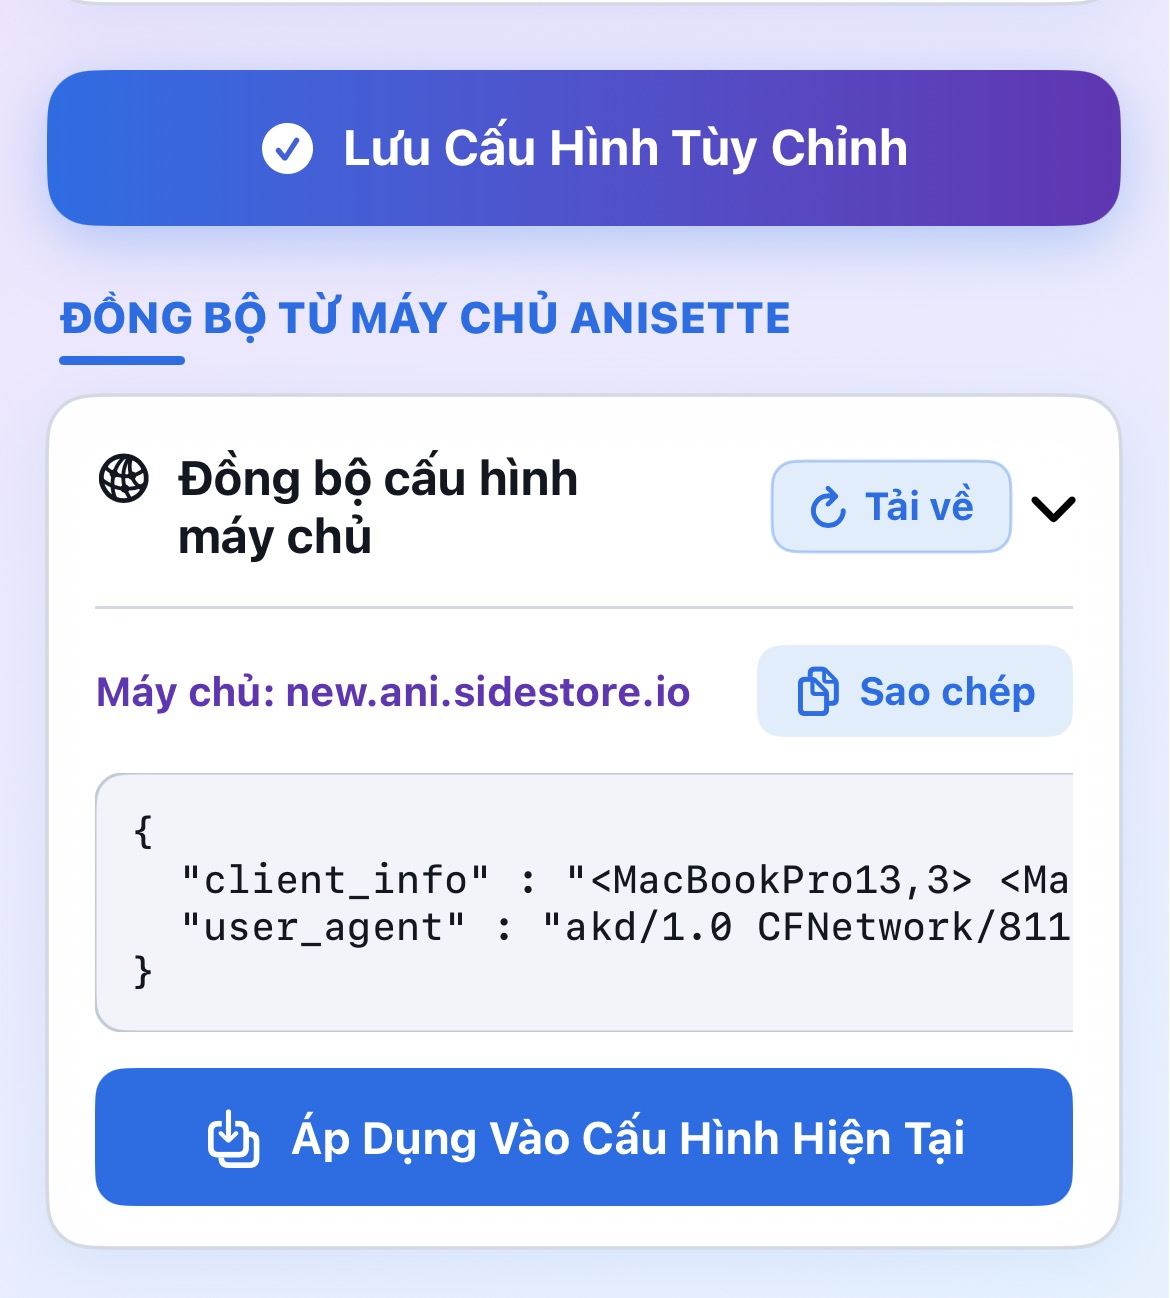 Lưu Cấu Hình Tùy Chỉnh
ĐỒNG BỘ TỪ MÁY CHỦ ANISETTE
Đồng bộ cấu hình
máy chủ
Tải về
Máy chủ: new.ani.sidestore.io
Sao chép
{
  "client_info" : "<MacBookPro13,3> <Ma
  "user_agent" : "akd/1.0 CFNetwork/811
}
Áp Dụng Vào Cấu Hình Hiện Tại